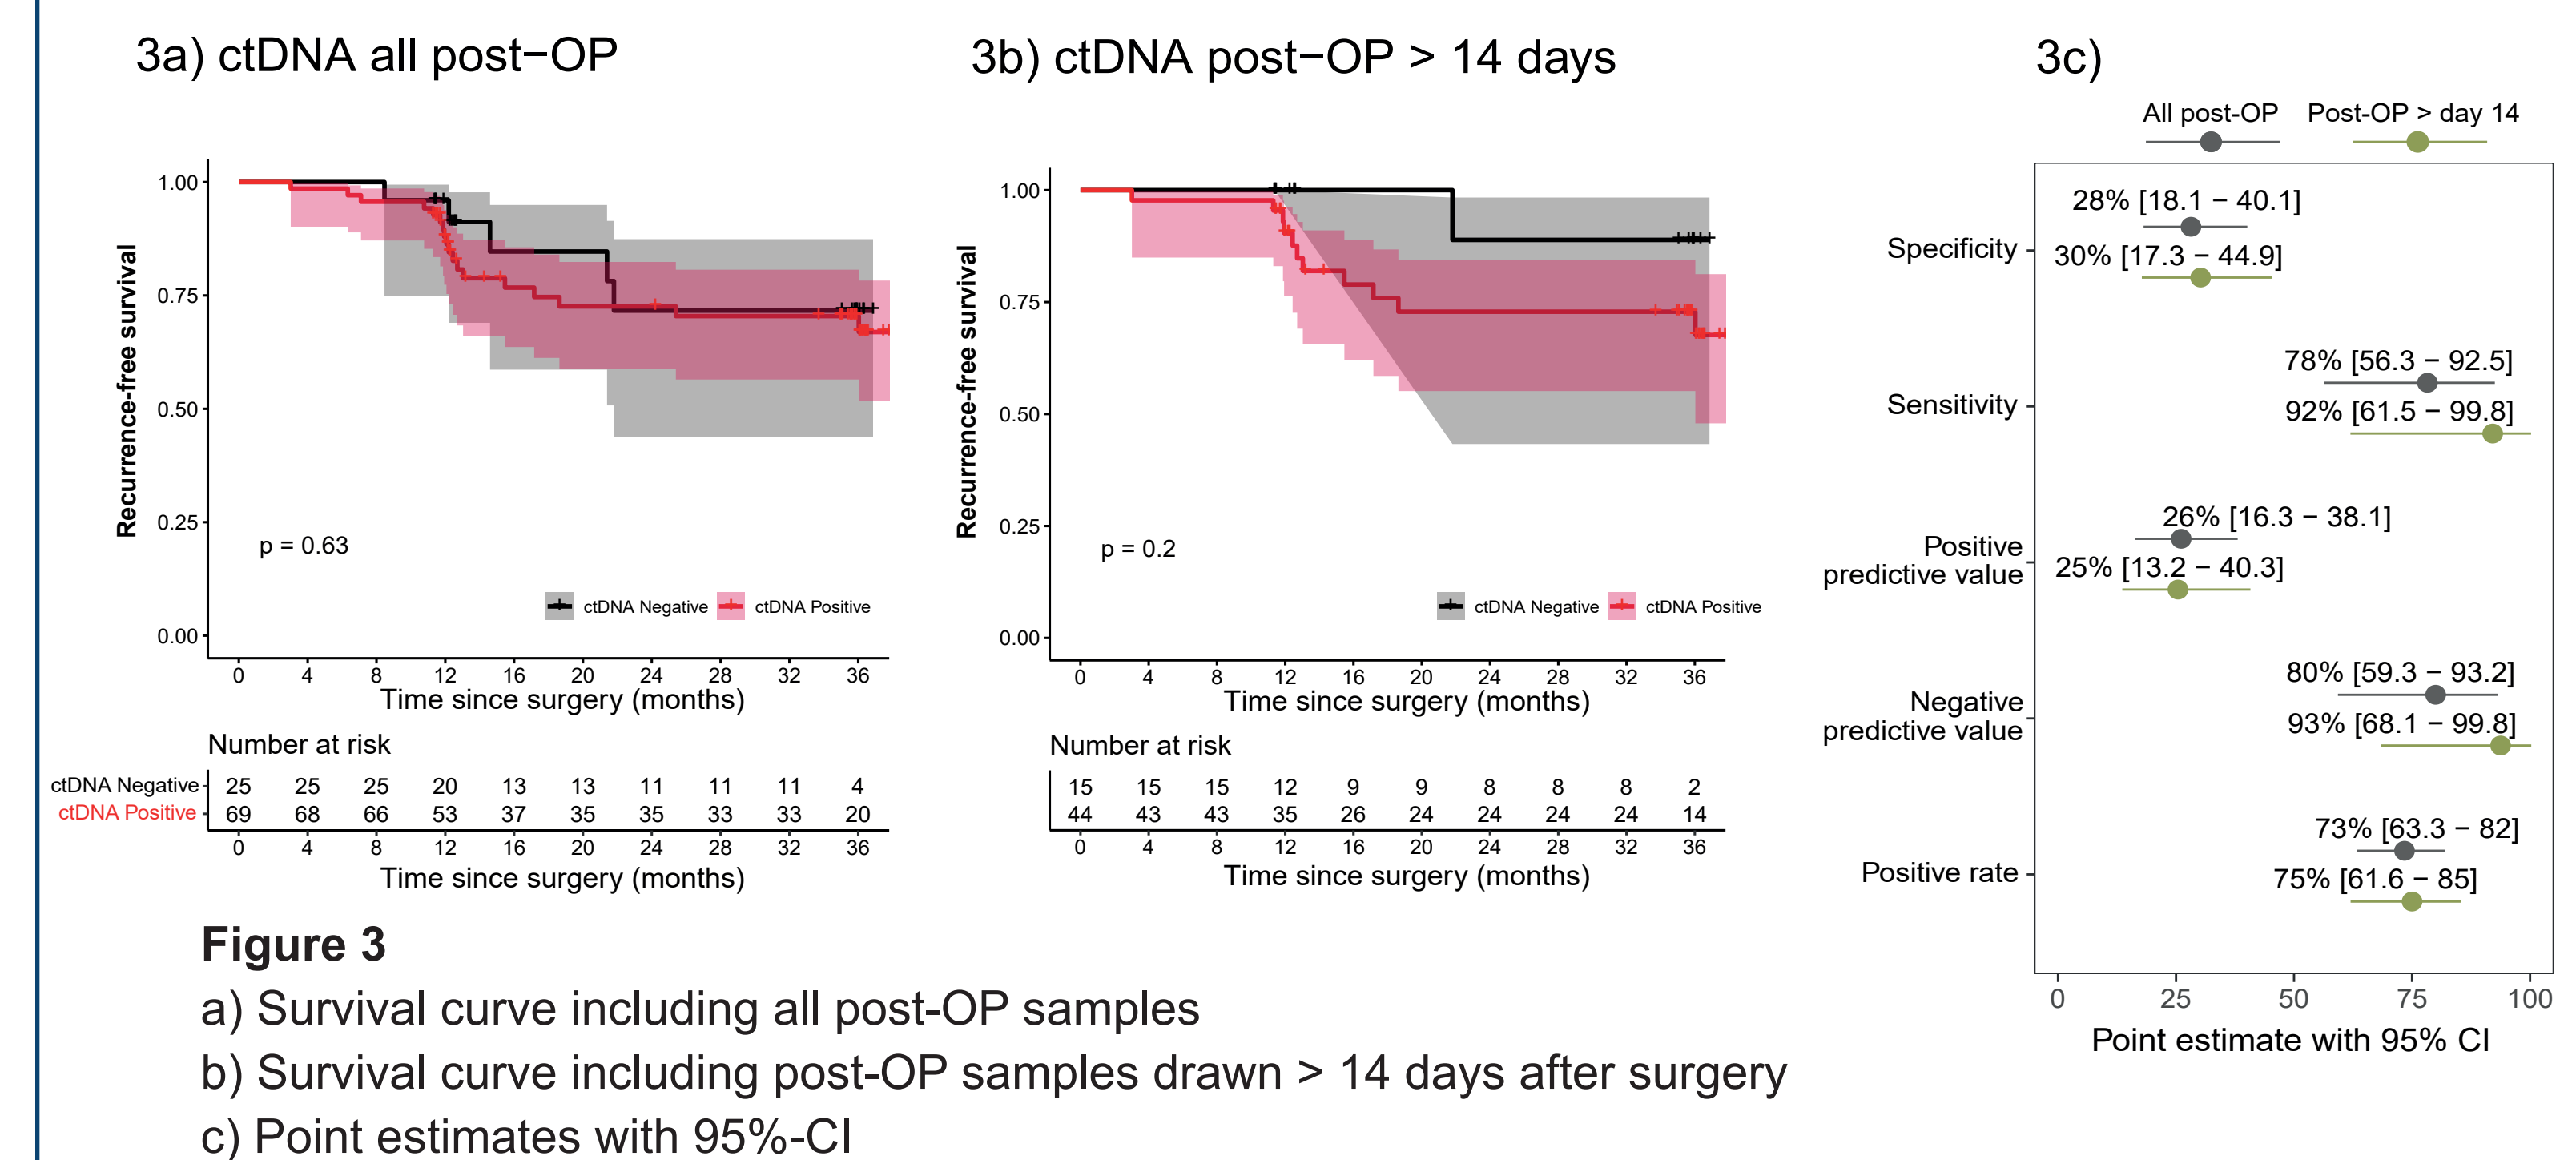 3a) ctDNA all post−OP
Recurrence-free survival
1.00
0.75
0.50
0.25
0.00
p = 0.63
ctDNA Negative ctDNA Positive
0 4 8 12 16 20 24 28 32 36
Time since surgery (months)
Number at risk
ctDNA Negative 25 25 25 20 13 13 11 11 11 4
ctDNA Positive 69 68 66 53 37 35 35 33 33 20
0 4 8 12 16 20 24 28 32 36
Time since surgery (months)
3b) ctDNA post−OP > 14 days
Recurrence-free survival
1.00
0.75
0.50
0.25
0.00
p = 0.2
ctDNA Negative ctDNA Positive
0 4 8 12 16 20 24 28 32 36
Time since surgery (months)
Number at risk
15 15 15 12 9 9 8 8 8 2
44 43 43 35 26 24 24 24 24 14
0 4 8 12 16 20 24 28 32 36
Time since surgery (months)
3c)
All post-OP Post-OP > day 14
28% [18.1 − 40.1]
Specificity
30% [17.3 − 44.9]
78% [56.3 − 92.5]
Sensitivity
92% [61.5 − 99.8]
26% [16.3 − 38.1]
Positive
predictive value
25% [13.2 − 40.3]
80% [59.3 − 93.2]
Negative
predictive value
93% [68.1 − 99.8]
73% [63.3 − 82]
Positive rate
75% [61.6 − 85]
0 25 50 75 100
Point estimate with 95% CI
Figure 3
a) Survival curve including all post-OP samples
b) Survival curve including post-OP samples drawn > 14 days after surgery
c) Point estimates with 95%-CI